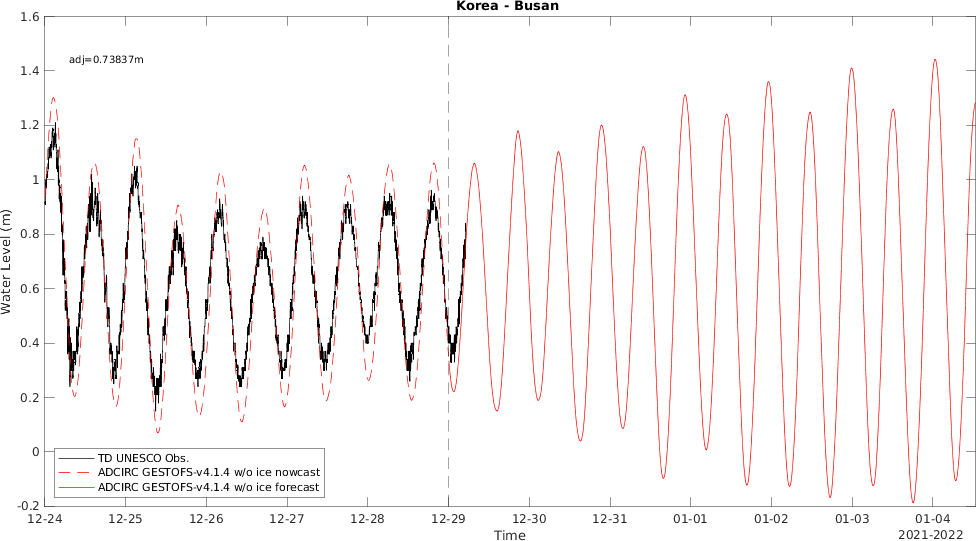 Korea - Busan
adj=0.73837m
Water Level (m)
1.6
1.4
1.2
1
0.8
0.6
0.4
0.2
0
-0.2
TD UNESCO Obs.
ADCIRC GESTOFS-v4.1.4 w/o ice nowcast
ADCIRC GESTOFS-v4.1.4 w/o ice forecast
12-24 12-25 12-26 12-27 12-28 12-29 12-30 12-31 01-01 01-02 01-03 01-04
Time
2021-2022